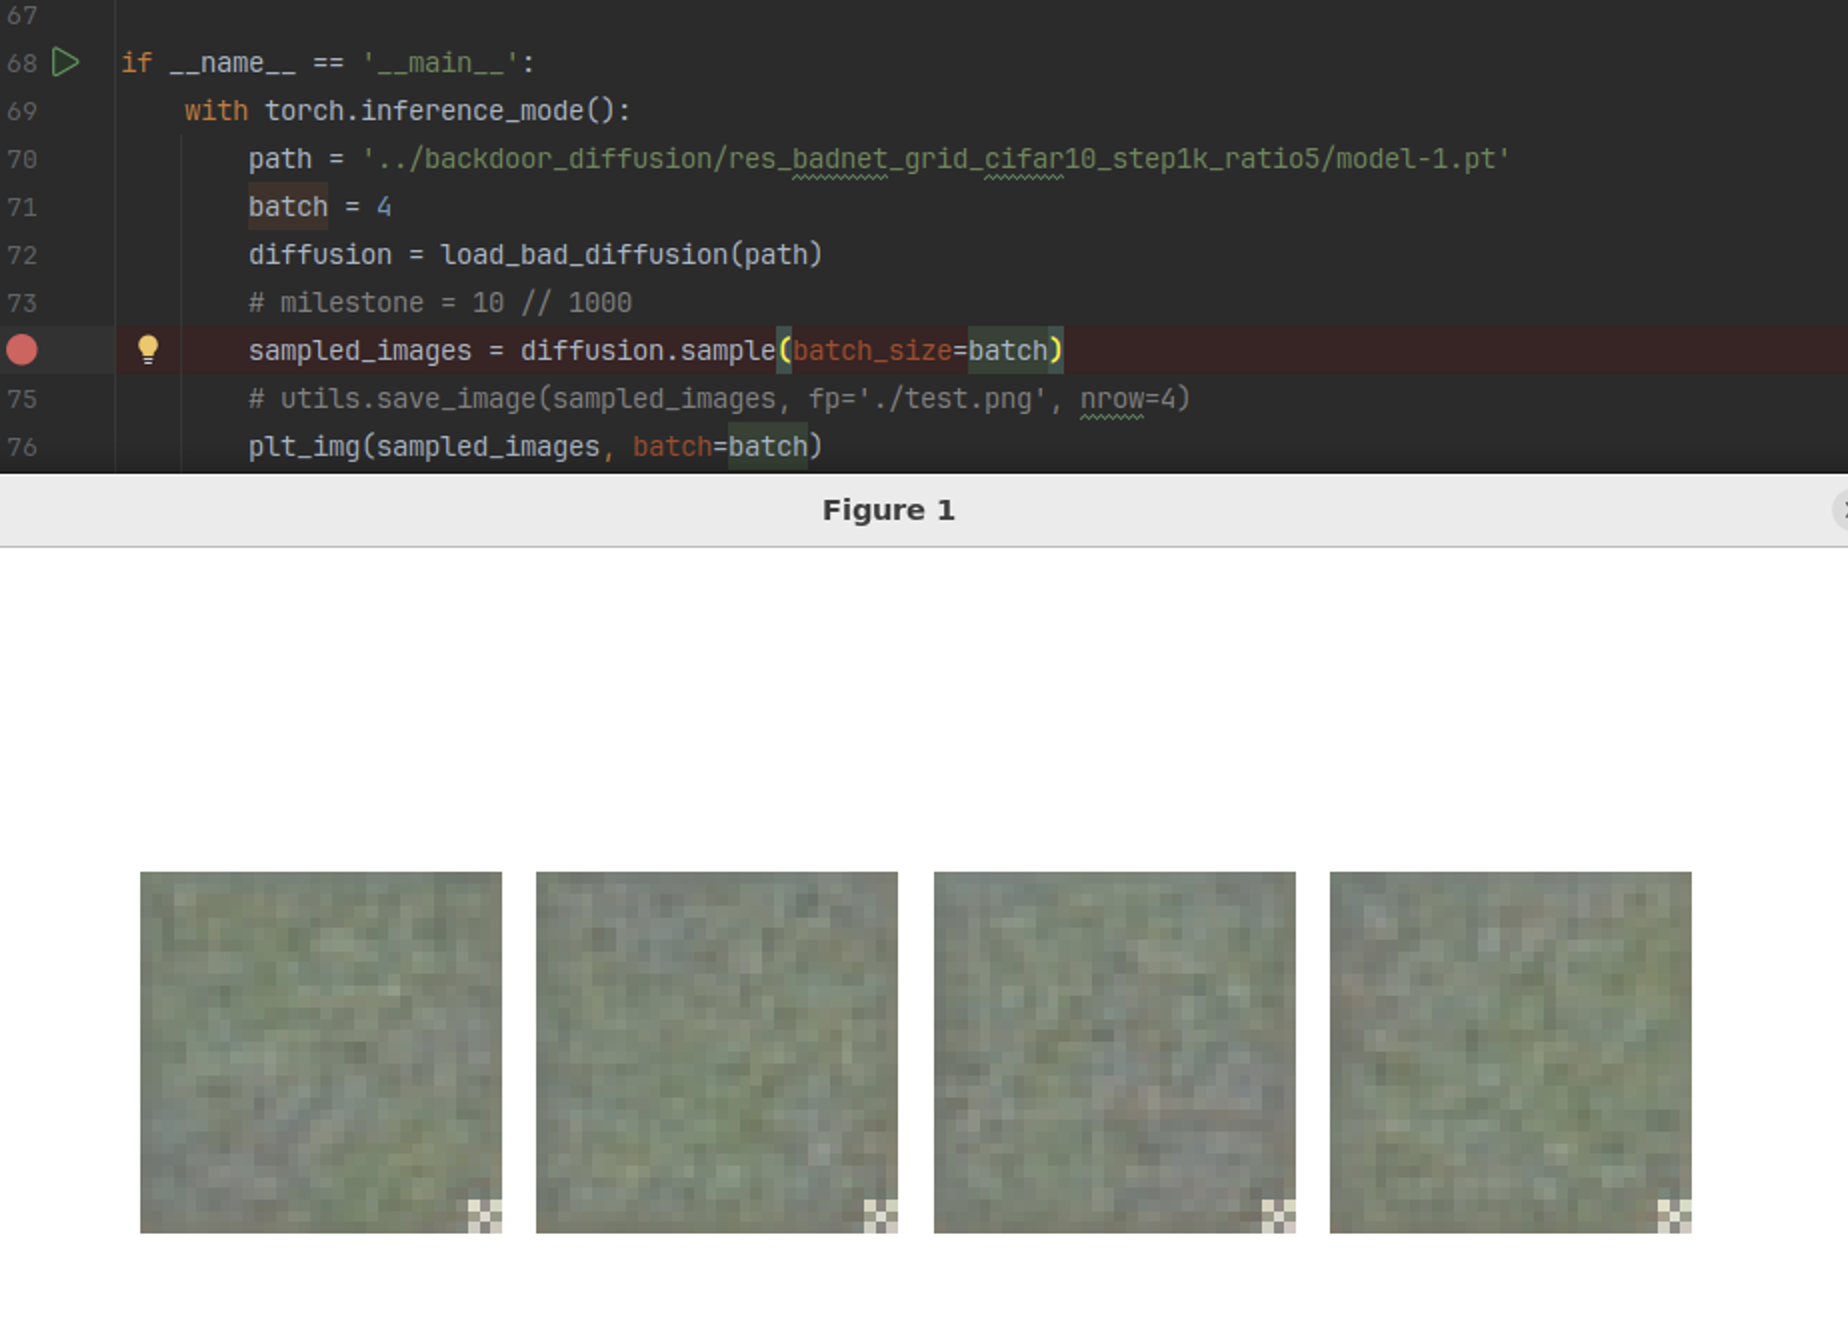 67
68 if __name__ == '__main__':
69 with torch.inference_mode():
70 path = '../backdoor_diffusion/res_badnet_grid_cifar10_step1k_ratio5/model-1.pt'
71 batch = 4
72 diffusion = load_bad_diffusion(path)
73 # milestone = 10 // 1000
sampled_images = diffusion.sample(batch_size=batch)
75 # utils.save_image(sampled_images, fp='./test.png', nrow=4)
76 plt_img(sampled_images, batch=batch)
Figure 1